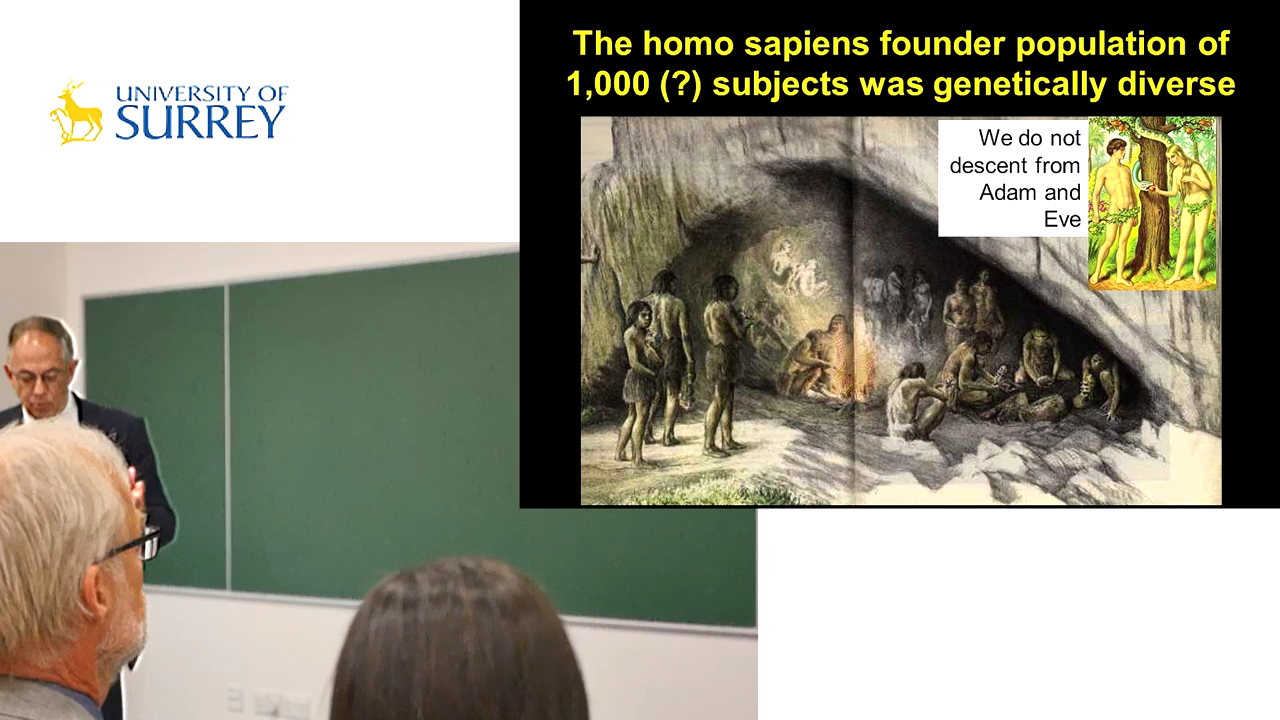 UNIVERSITY OF
SURREY
The homo sapiens founder population of
1,000 (?) subjects was genetically diverse
We do not
descent from
Adam and
Eve